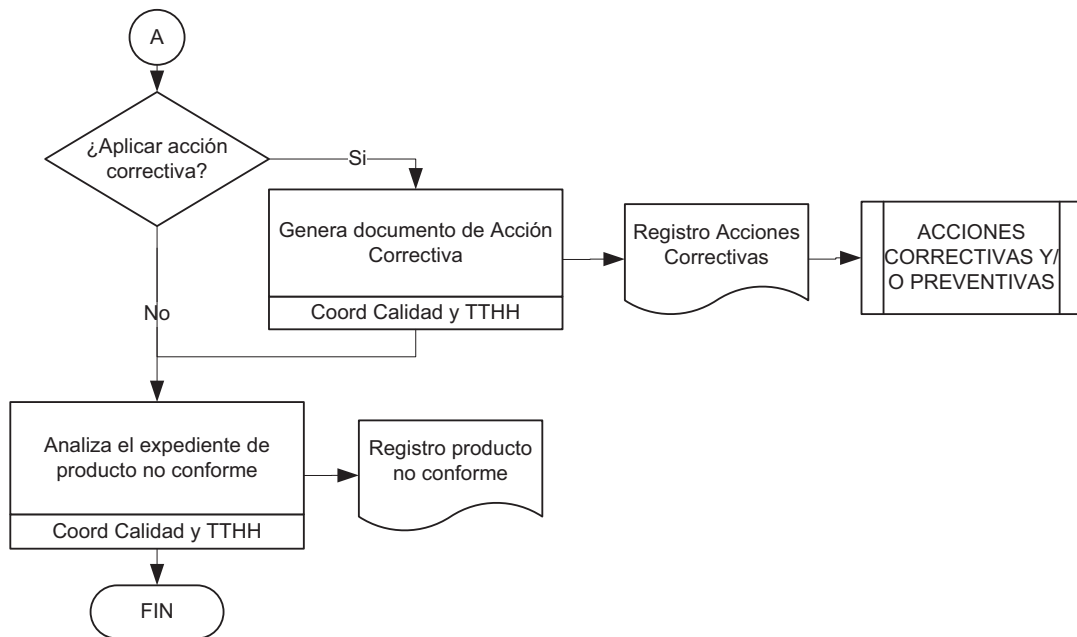 A
¿Aplicar acción
correctiva?
Si
Genera documento de Acción
Correctiva
Coord Calidad y TTHH
Registro Acciones
Correctivas
ACCIONES
CORRECTIVAS Y/
O PREVENTIVAS
No
Analiza el expediente de
producto no conforme
Coord Calidad y TTHH
Registro producto
no conforme
FIN